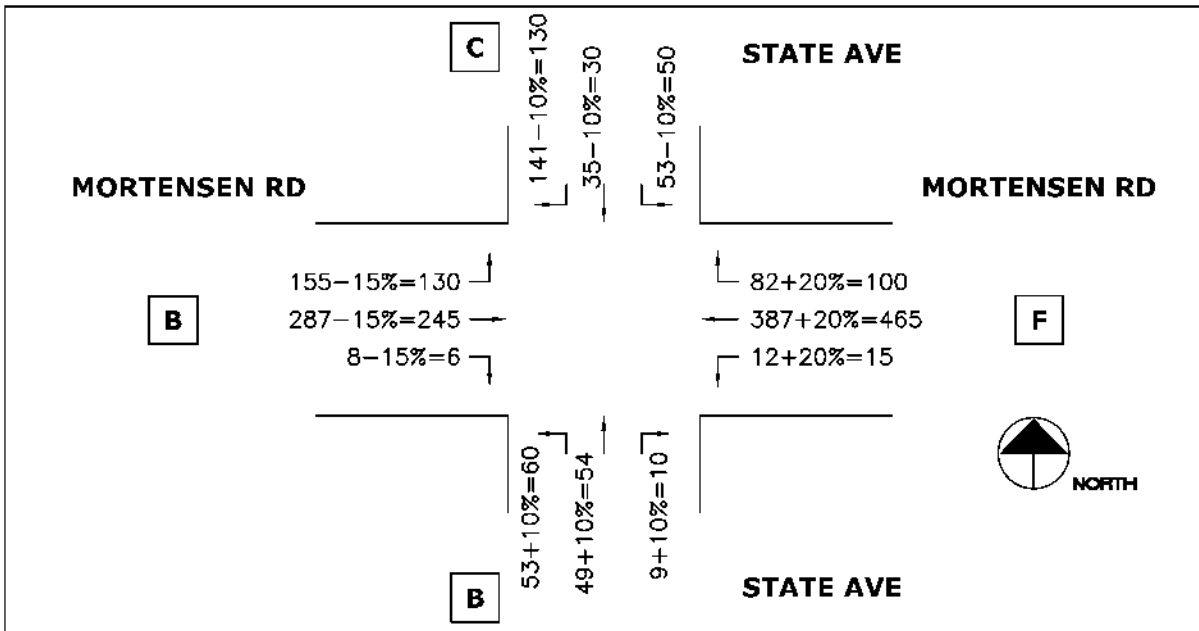 C
141-10%=130
35-10%=30
53-10%=50
STATE AVE
MORTENSEN RD
MORTENSEN RD
155-15%=130
287-15%=245
8-15%=6
B
82+20%=100
387+20%=465
12+20%=15
F
53+10%=60
49+10%=54
9+10%=10
NORTH
B
STATE AVE